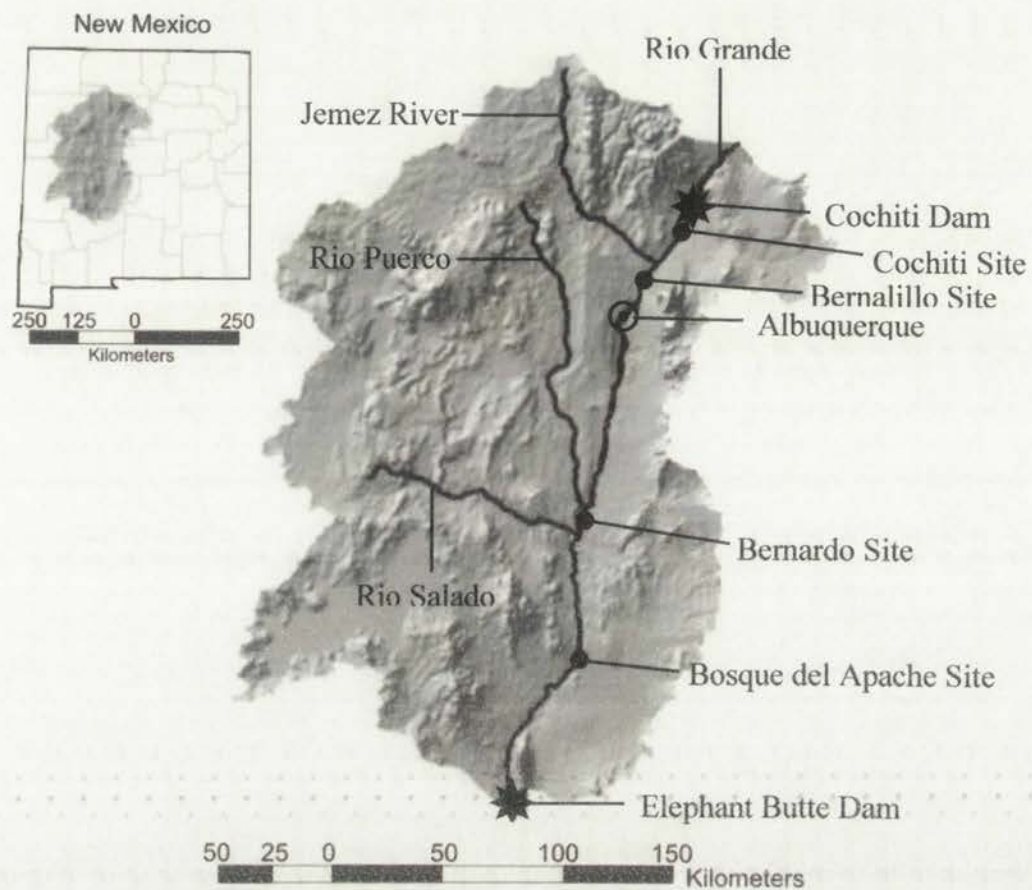 New Mexico
250 125 0 250
Kilometers
Rio Grande
Jemez River
Cochiti Dam
Cochiti Site
Rio Puerco
Bernalillo Site
Albuquerque
Bernardo Site
Rio Salado
Bosque del Apache Site
Elephant Butte Dam
50 25 0 50 100 150
Kilometers